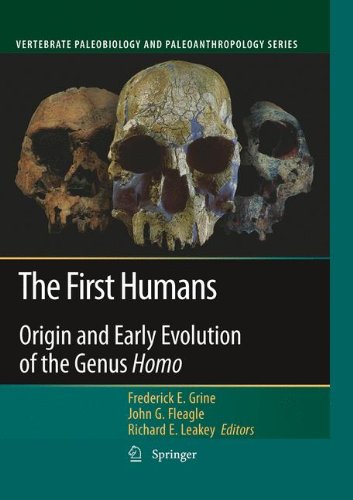 VERTEBRATE PALEOBIOLOGY AND PALEOANTHROPOLOGY SERIES
The First Humans
Origin and Early Evolution
of the Genus Homo
Frederick E. Grine
John G. Fleagle
Richard E. Leakey Editors
Springer